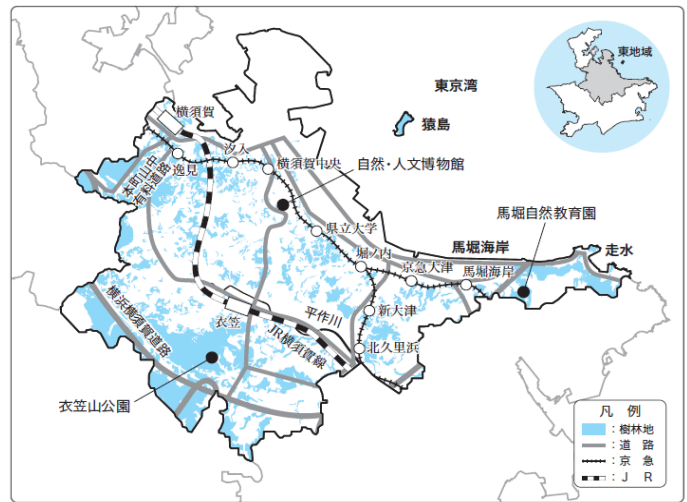 東地域
東京湾
猿島
横須賀
汐入
逸見
横須賀中央
自然・人文博物館
本町山中
有料道路
県立大学
馬堀自然教育園
堀ノ内
馬堀海岸
走水
京急大津
馬堀海岸
新大津
平作川
横浜横須賀道路
衣笠
JR横須賀線
北久里浜
衣笠山公園
凡 例
：樹林地
：道 路
：京 急
：J R